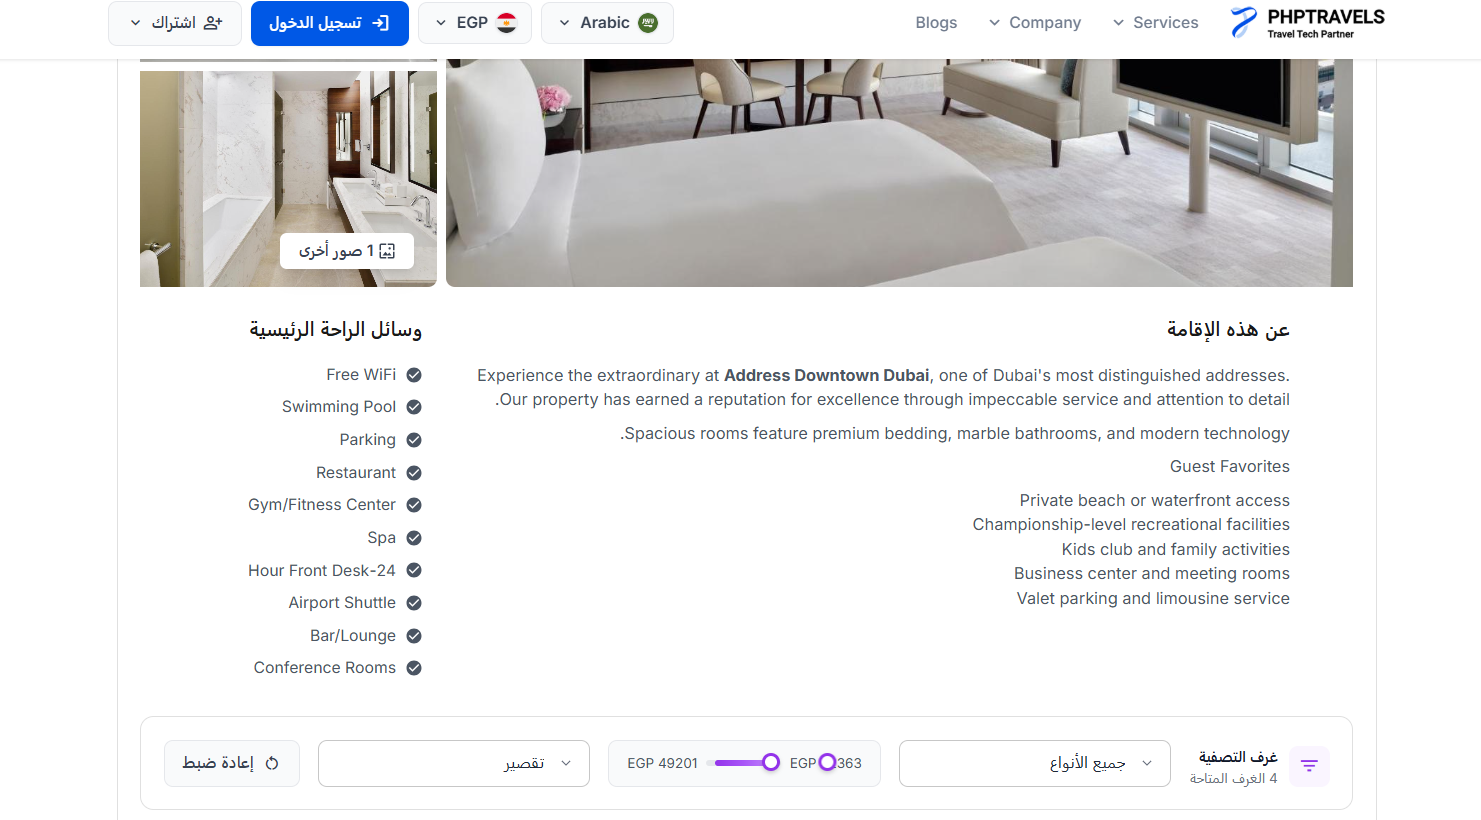 PHPTRAVELS
Travel Tech Partner
Services
Company
Blogs
Arabic
EGP
تسجيل الدخول
اشتراك
1 صور أخرى
عن هذه الإقامة
Experience the extraordinary at Address Downtown Dubai, one of Dubai's most distinguished addresses.
.Our property has earned a reputation for excellence through impeccable service and attention to detail
.Spacious rooms feature premium bedding, marble bathrooms, and modern technology
Guest Favorites
Private beach or waterfront access
Championship-level recreational facilities
Kids club and family activities
Business center and meeting rooms
Valet parking and limousine service
وسائل الراحة الرئيسية
Free WiFi
Swimming Pool
Parking
Restaurant
Gym/Fitness Center
Spa
Hour Front Desk-24
Airport Shuttle
Bar/Lounge
Conference Rooms
غرف التصفية
4 الغرف المتاحة
جميع الأنواع
EGP
EGP 49201
تقصير
إعادة ضبط